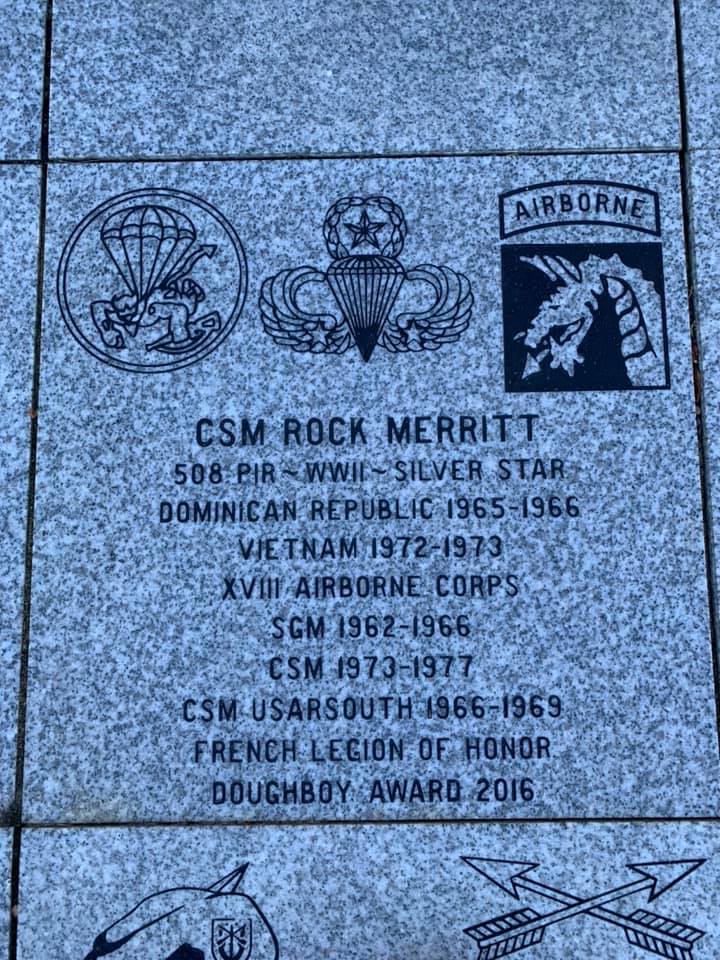 AIRBORNE
CSM ROCK MERRITT
508 PIR~WWII~SILVER STAR
DOMINICAN REPUBLIC 1965-1966
VIETNAM 1972-1973
XVIII AIRBORNE CORPS
SGM 1962-1966
CSM 1973-1977
CSM USARSOUTH 1966-1969
FRENCH LEGION OF HONOR
DOUGHBOY AWARD 2016